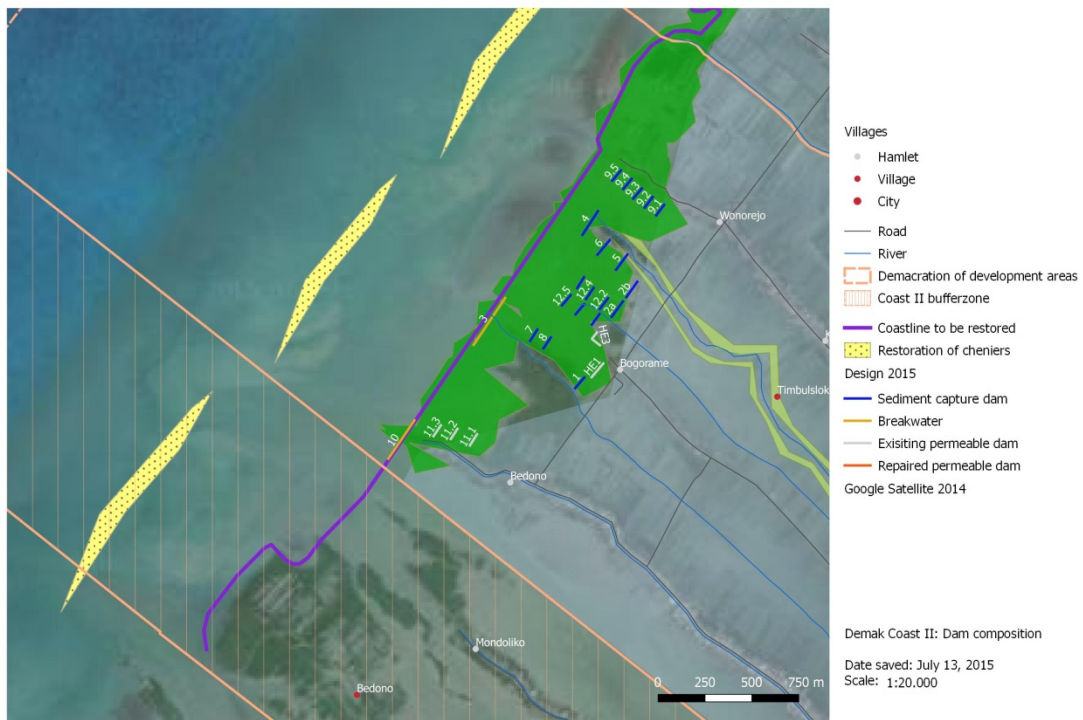 9.5
9.4
9.3
9.2
9.1
Wonorejo
4
6
5
2b
12.5
12.4
12.2
2a
3
7
8
HE3
HE1
1
Bogorame
Timbulslok
10
11.3
11.2
11.1
Bedono
Mondoliko
Bedono
0 250 500 750 m
Villages
Hamlet
Village
City
Road
River
Demacration of development areas
Coast II bufferzone
Coastline to be restored
Restoration of cheniers
Design 2015
Sediment capture dam
Breakwater
Exisiting permeable dam
Repaired permeable dam
Google Satellite 2014
Demak Coast II: Dam composition
Date saved: July 13, 2015
Scale: 1:20.000